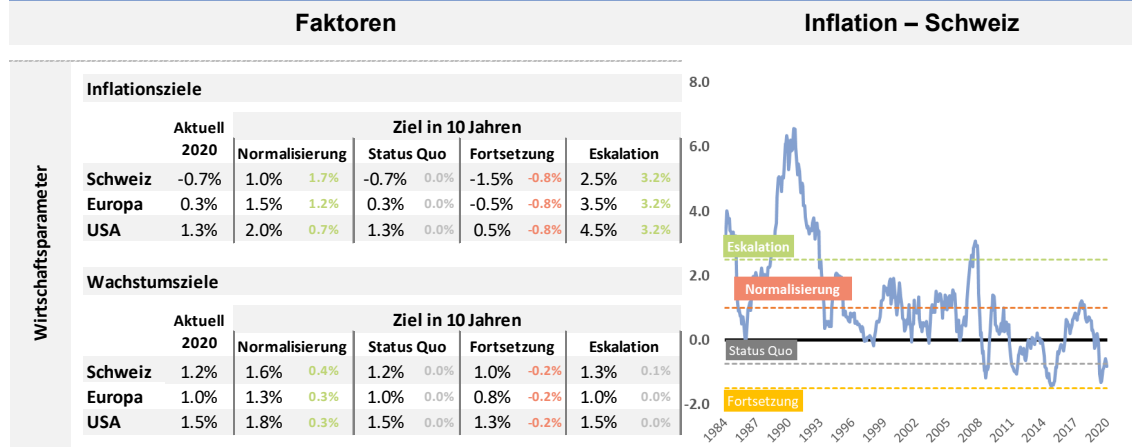 Faktoren
Inflation – Schweiz
Wirtschaftsparameter
Inflationsziele
Aktuell
2020
Ziel in 10 Jahren
Normalisierung Status Quo Fortsetzung Eskalation
Schweiz -0.7% 1.0% 1.7% -0.7% 0.0% -1.5% -0.8% 2.5% 3.2%
Europa 0.3% 1.5% 1.2% 0.3% 0.0% -0.5% -0.8% 3.5% 3.2%
USA 1.3% 2.0% 0.7% 1.3% 0.0% 0.5% -0.8% 4.5% 3.2%
Wachstumsziele
Aktuell
2020
Ziel in 10 Jahren
Normalisierung Status Quo Fortsetzung Eskalation
Schweiz 1.2% 1.6% 0.4% 1.2% 0.0% 1.0% -0.2% 1.3% 0.1%
Europa 1.0% 1.3% 0.3% 1.0% 0.0% 0.8% -0.2% 1.0% 0.0%
USA 1.5% 1.8% 0.3% 1.5% 0.0% 1.3% -0.2% 1.5% 0.0%
8.0
6.0
4.0
Eskalation
2.0
Normalisierung
0.0
Status Quo
Fortsetzung
-2.0
1984 1987 1990 1993 1996 1999 2002 2005 2008 2011 2014 2017 2020